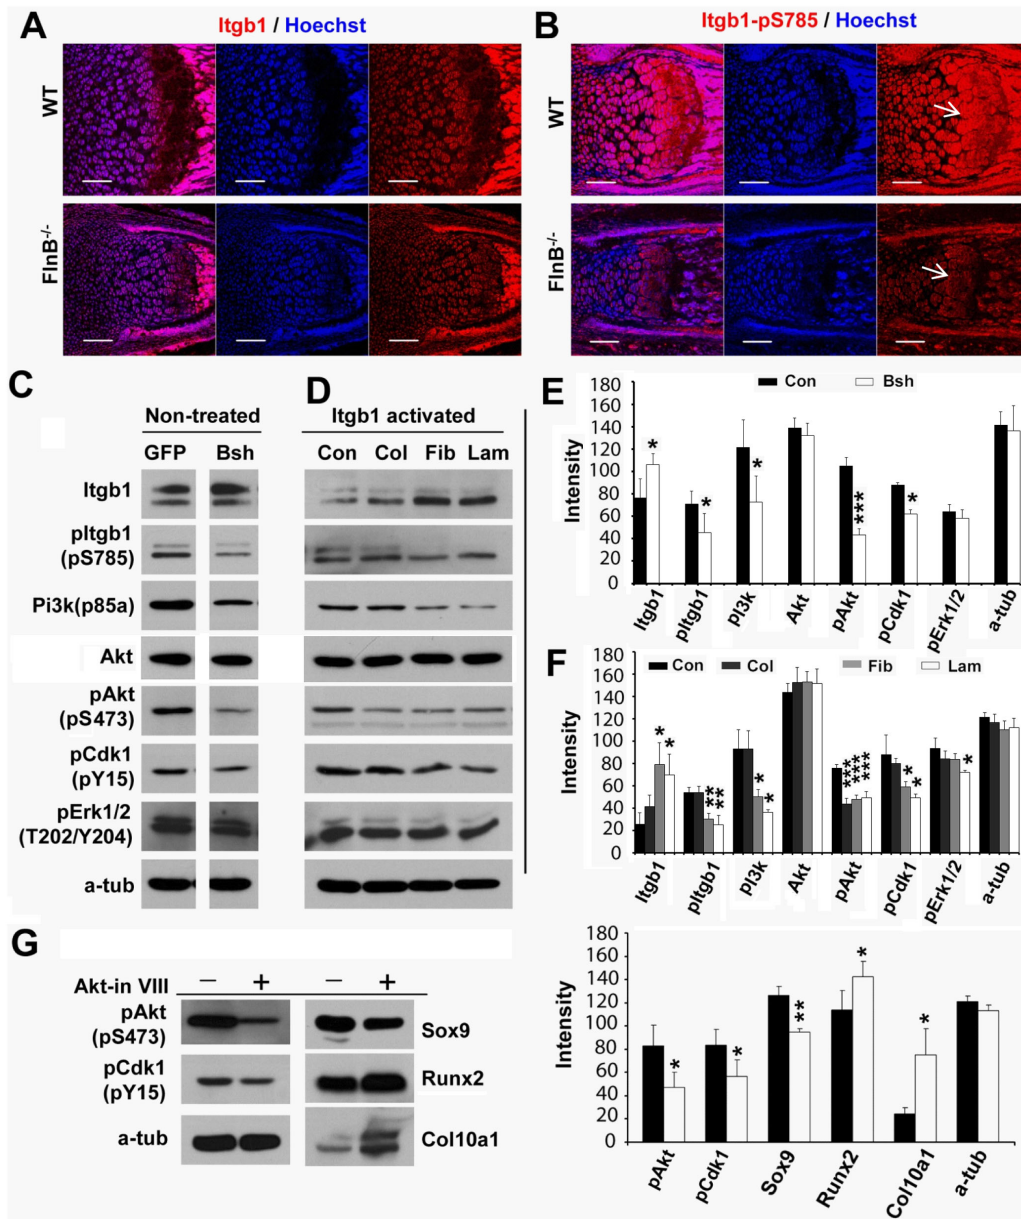 A
Itgb1 / Hoechst
B
Itgb1-pS785 / Hoechst
WT
WT
FlnB-/-
FlnB-/-
C
Non-treated
GFP Bsh
D
Itgb1 activated
Con Col Fib Lam
Itgb1
pItgb1
(pS785)
Pi3k(p85a)
Akt
pAkt
(pS473)
pCdk1
(pY15)
pErk1/2
(T202/Y204)
a-tub
E
Con Bsh
Intensity
180
160
140
120
100
80
60
40
20
0
* * * *** *
Itgb1 pItgb1 pI3k Akt pAkt pCdk1 pErk1/2 a-tub
F
Con Col Fib Lam
Intensity
180
160
140
120
100
80
60
40
20
0
* * ** ** * * *** *** *** * * *
Itgb1 pItgb1 pI3k Akt pAkt pCdk1 pErk1/2 a-tub
G
Akt-in VIII − + − +
pAkt
(pS473)
pCdk1
(pY15)
a-tub
Sox9
Runx2
Col10a1
Intensity
180
160
140
120
100
80
60
40
20
0
* * ** * *
pAkt pCdk1 Sox9 Runx2 Col10a1 a-tub